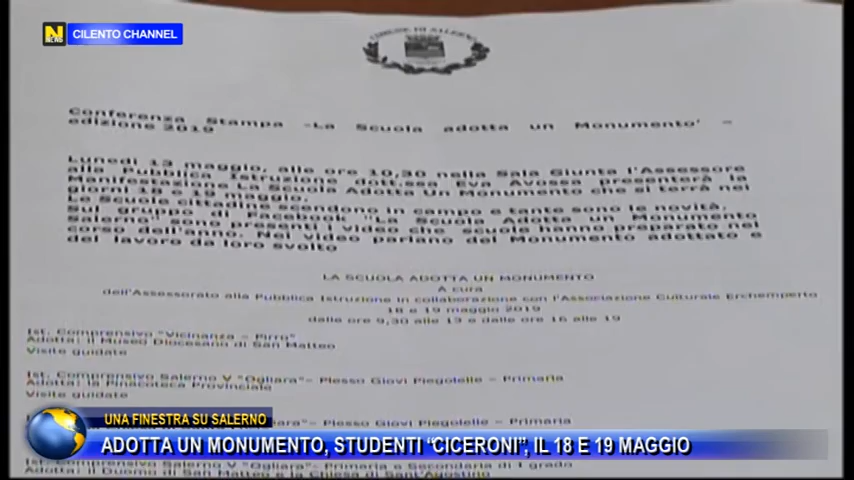 N
NEWS
CILENTO CHANNEL
COMUNE DI SALERNO
Conferenza Stampa -La Scuola adotta un Monumento' –
edizione 2019
Lunedì 13 maggio, alle ore 10,30 nella Sala Giunta l'Assessore
alla Pubblica Istruzione dott.ssa Eva Avossa presenterà la
Manifestazione La Scuola Adotta Un Monumento che si terrà nei
giorni 18 e 19 maggio.
Le Scuole cittadine scendono in campo e tante sono le novità.
Sul gruppo di Facebook "La Scuola Adotta un Monumento
Salerno" sono presenti i video che scuole hanno preparato nel
corso dell'anno. Nei video parlano del Monumento adottato e
del lavoro da loro svolto
LA SCUOLA ADOTTA UN MONUMENTO
A cura
dell'Assessorato alla Pubblica Istruzione in collaborazione con l'Associazione Culturale Erchemperto
18 e 19 maggio 2019
dalle ore 9,30 alle 13 e dalle ore 16 alle 19
Ist. Comprensivo "Vicinanza – Pirro"
Adotta: il Museo Diocesano di San Matteo
Visite guidate
Ist. Comprensivo Salerno V "Ogliara"– Plesso Giovi Piegolelle – Primaria
Adotta: la Pinacoteca Provinciale
Visite guidate
"Ogliara"– Plesso Giovi Piegolelle – Primaria
UNA FINESTRA SU SALERNO
ADOTTA UN MONUMENTO, STUDENTI “CICERONI”, IL 18 E 19 MAGGIO
Ist. Comprensivo Salerno V "Ogliara"– Primaria e Secondaria di I grado
Adotta: il Duomo di San Matteo e la Chiesa di Sant'Agostino